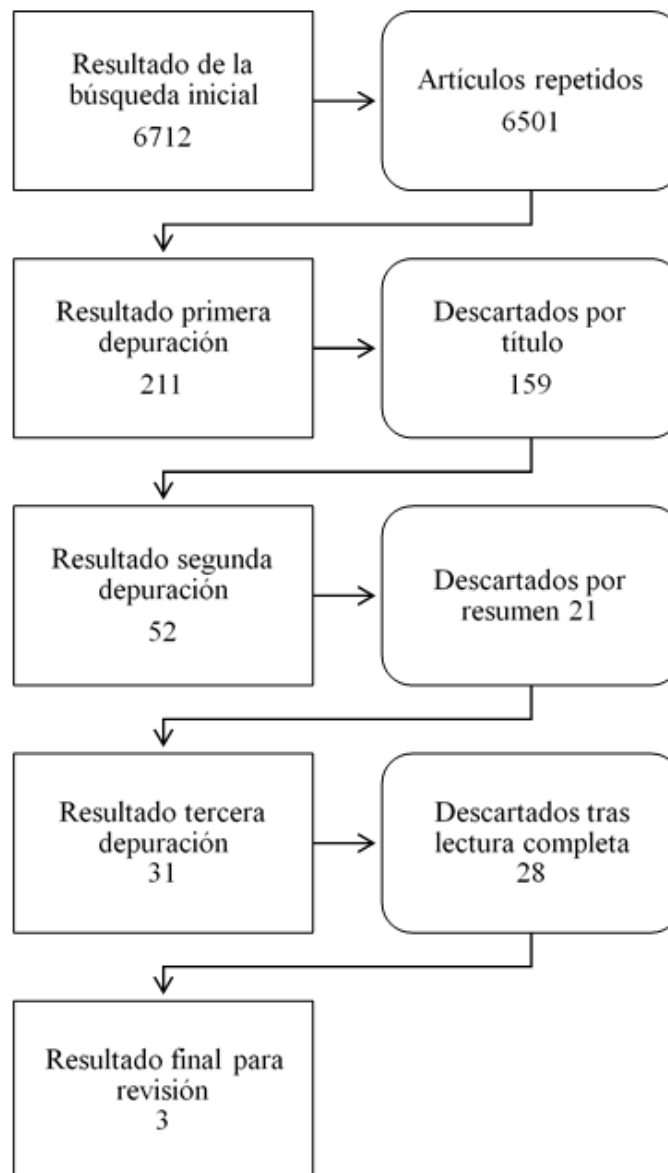 Resultado de la
búsqueda inicial
6712
Artículos repetidos
6501
Resultado primera
depuración
211
Descartados por
título
159
Resultado segunda
depuración
52
Descartados por
resumen 21
Resultado tercera
depuración
31
Descartados tras
lectura completa
28
Resultado final para
revisión
3